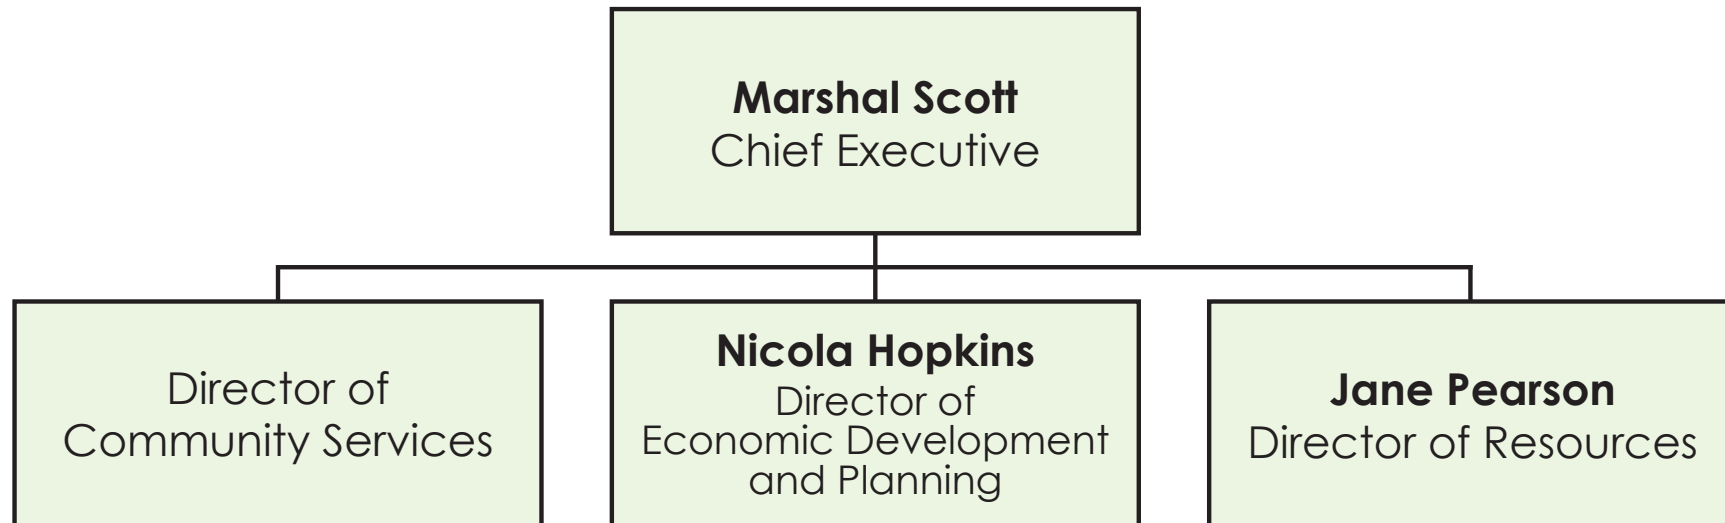 Marshal Scott
Chief Executive
Director of
Community Services
Nicola Hopkins
Director of
Economic Development
and Planning
Jane Pearson
Director of Resources